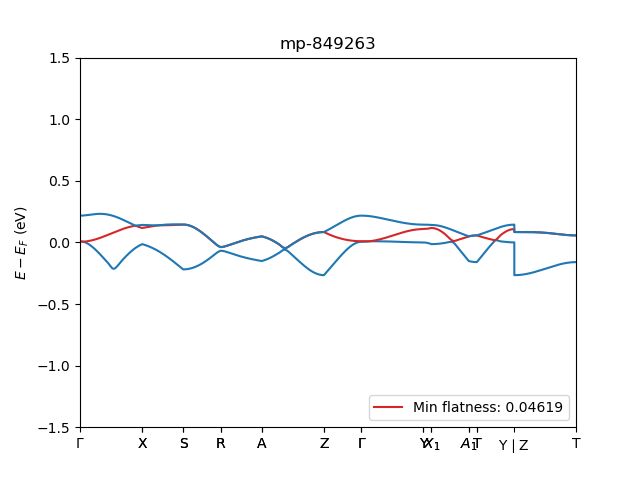 mp-849263
E − E_F (eV)
1.5
1.0
0.5
0.0
−0.5
−1.0
−1.5
Min flatness: 0.04619
Γ X S R A Z Γ Y X₁ A₁ T Y | Z T